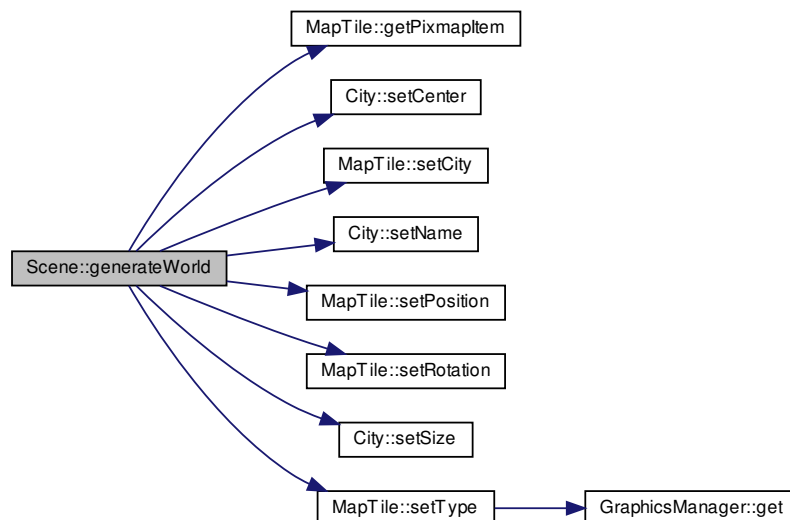 MapTile::getPixmapItem
City::setCenter
MapTile::setCity
City::setName
Scene::generateWorld
MapTile::setPosition
MapTile::setRotation
City::setSize
MapTile::setType
GraphicsManager::get